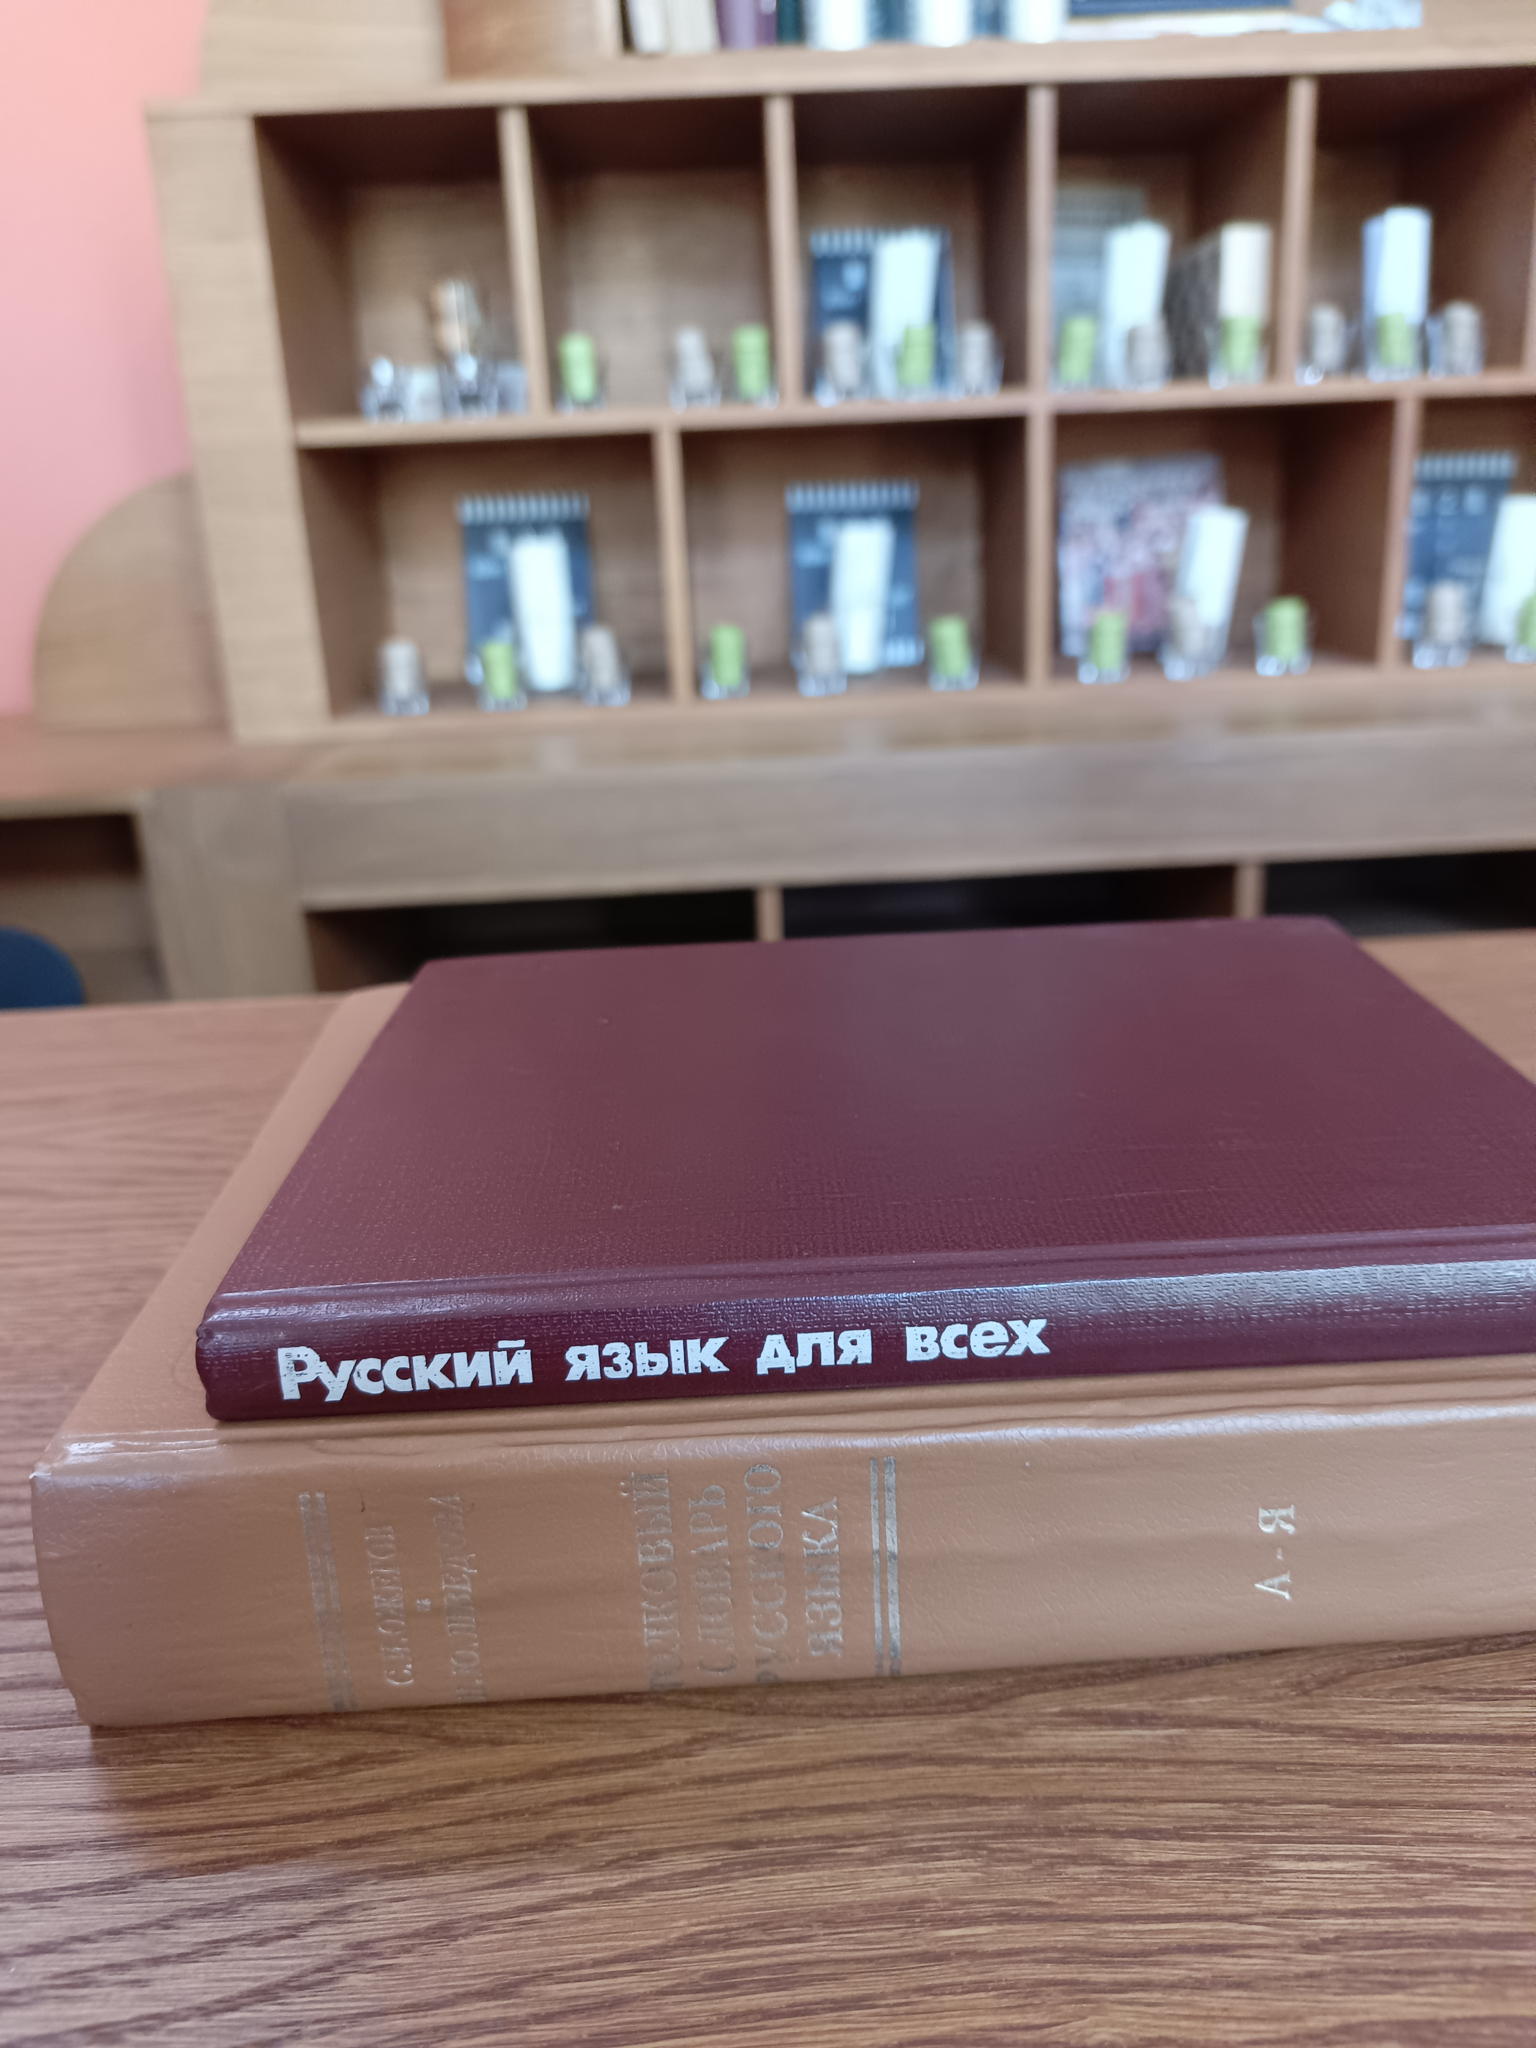 Русский язык для всех
С.И.ОЖЕГОВ
и
Н.Ю.ШВЕДОВА
ТОЛКОВЫЙ
СЛОВАРЬ
РУССКОГО
ЯЗЫКА
А-Я